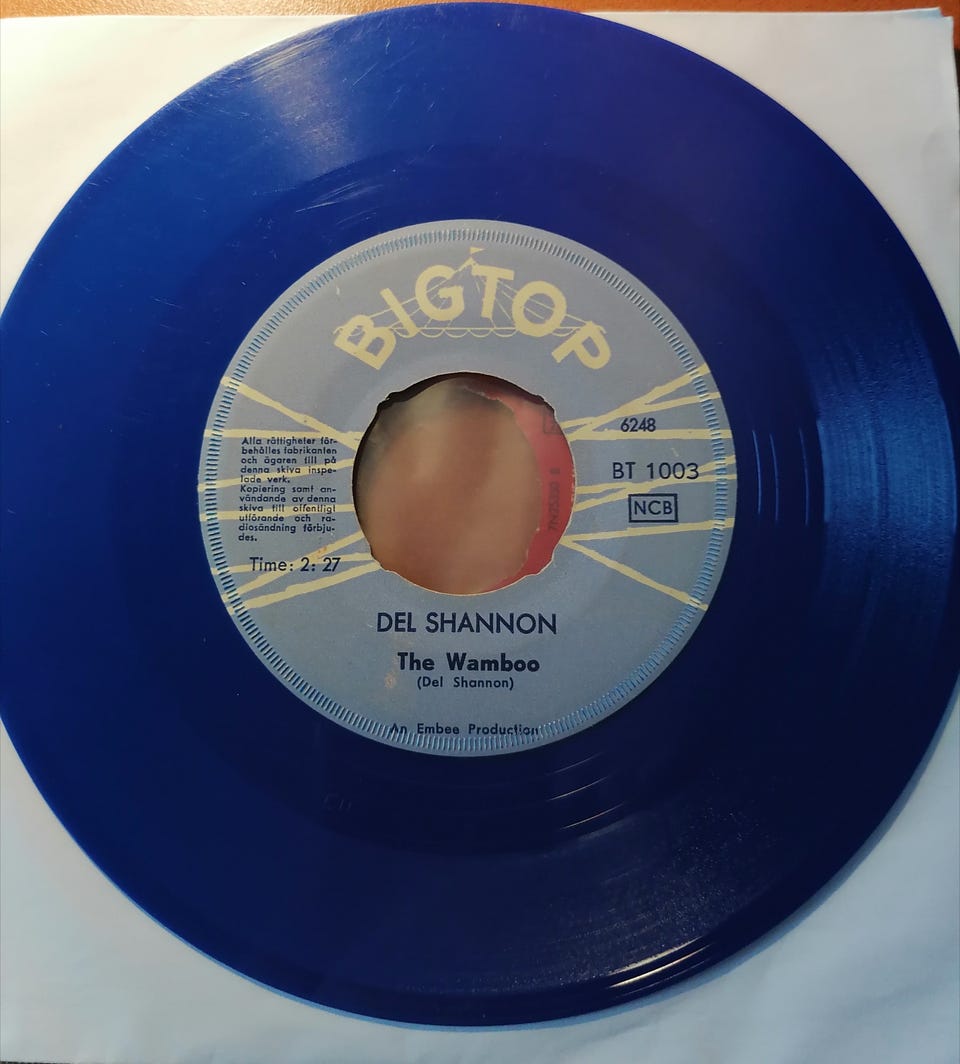 BIGTOP
6248
BT 1003
NCB
Alla rättigheter för-
behålles fabrikanten
och ägaren till på
denna skiva inspe-
lade verk.
Kopiering samt an-
vändande av denna
skiva till offentligt
utförande och ra-
diosändning förbju-
des.
Time: 2: 27
DEL SHANNON
The Wamboo
(Del Shannon)
An Embee Production